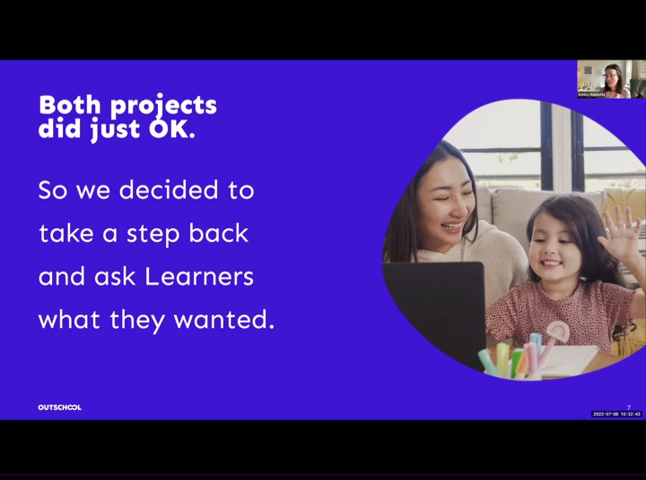 Both projects
did just OK.
So we decided to
take a step back
and ask Learners
what they wanted.
OUTSCHOOL
7
2022-07-08 10:32:43